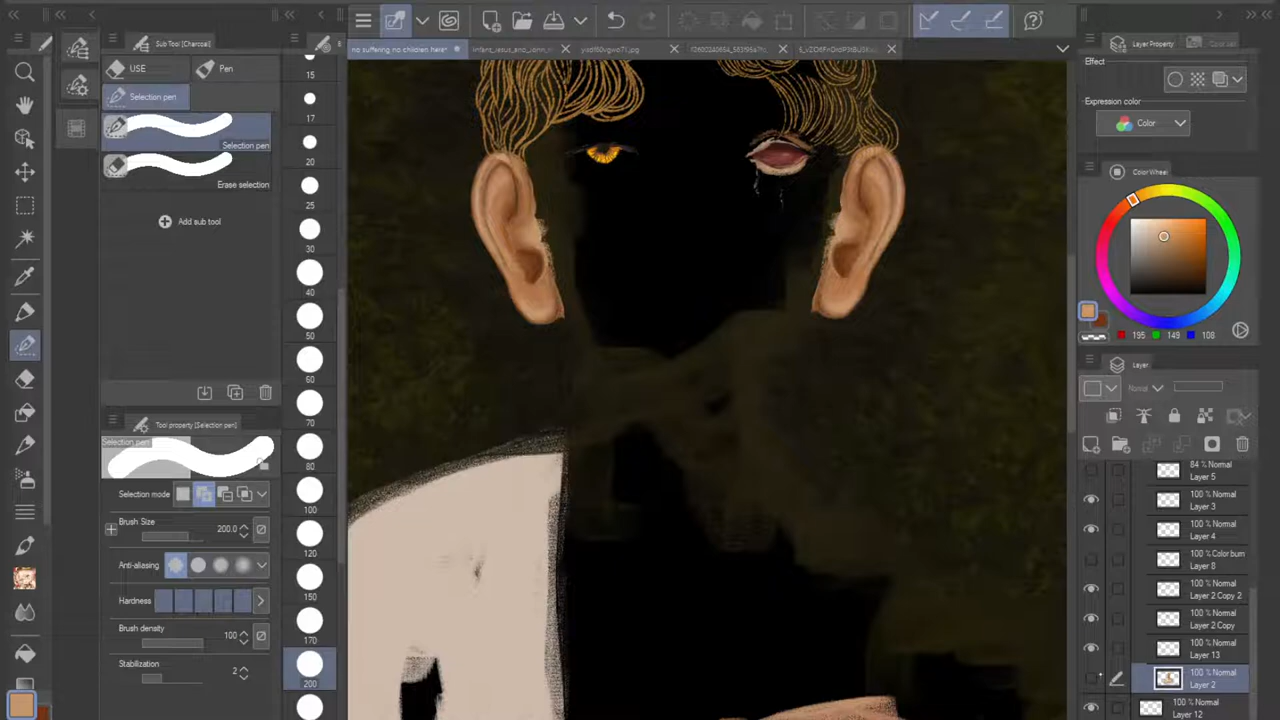 Sub Tool [Charcoal]
USE
Pen
Selection pen
Selection pen
Erase selection
Add sub tool
Tool property [Selection pen]
Selection pen
Selection mode
Brush Size
200.0
Anti-aliasing
Hardness
Brush density
100
Stabilization
2
15
17
20
25
30
40
50
60
70
80
100
120
150
170
200
no suffering no children here*
Layer Property
Effect
Expression color
Color
Color Wheel
195 149 108
Layer
Normal
84 % Normal
Layer 5
100 % Normal
Layer 3
100 % Normal
Layer 4
100 % Color burn
Layer 8
100 % Normal
Layer 2 Copy 2
100 % Normal
Layer 2 Copy
100 % Normal
Layer 13
100 % Normal
Layer 2
100 % Normal
Layer 12